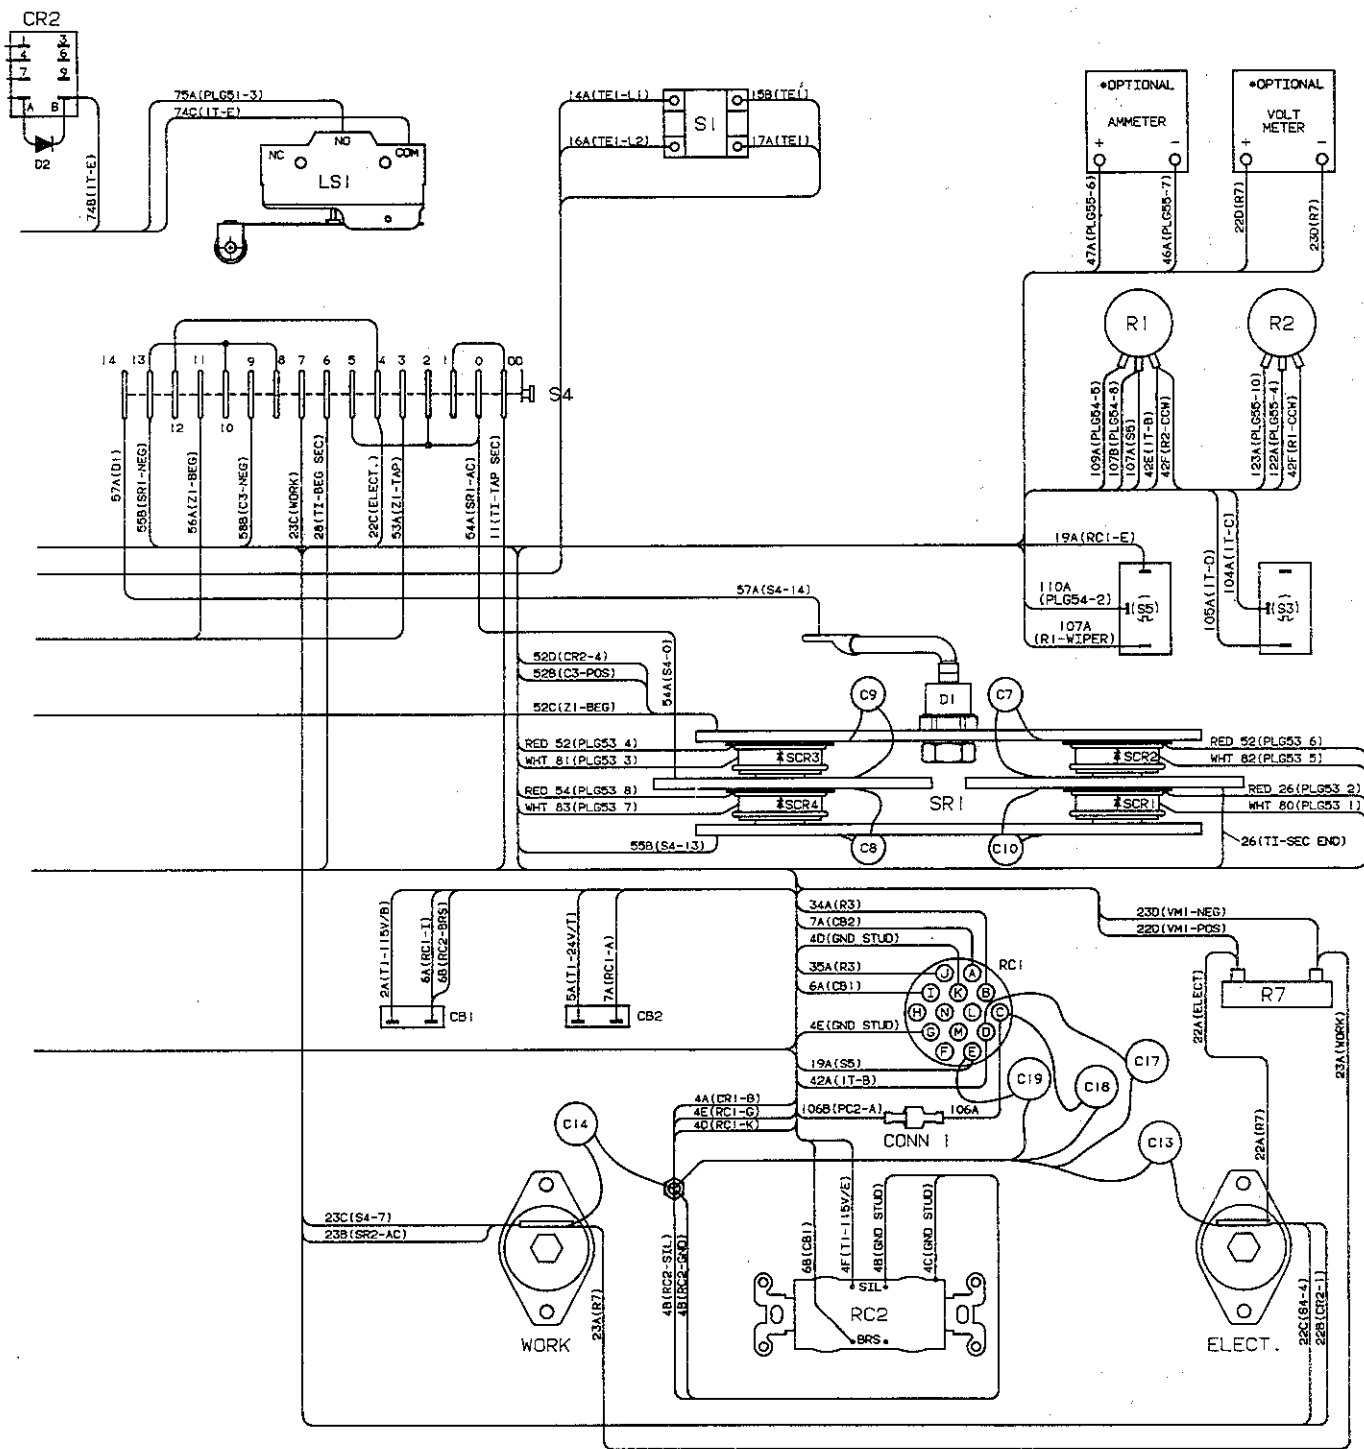 CR2
1 3
4 6
7 9
A B
D2
74B(1T-E)
75A(PLG51-3)
74C(1T-E)
NC NO COM
LS1
14A(TE1-L1)
16A(TE1-L2)
S1
15B(TE1)
17A(TE1)
*OPTIONAL
AMMETER
+ -
*OPTIONAL
VOLT
METER
+ -
47A(PLG55-6)
46A(PLG55-7)
22D(R7)
23D(R7)
R1
R2
109A(PLG54-5)
107B(PLG54-8)
107A(S5)
42E(1T-B)
42F(R2-CCW)
123A(PLG55-10)
122A(PLG55-4)
42F(R1-CCW)
14 13 11 9 8 7 6 5 4 3 2 1 0 00
12 10
S4
57A(D1)
55B(SR1-NEG)
56A(Z1-BEG)
58B(C3-NEG)
23C(WORK)
28(T1-BEG SEC)
22C(ELECT.)
53A(Z1-TAP)
54A(SR1-AC)
11(T1-TAP SEC)
19A(RC1-E)
110A
(PLG54-2)
107A
(R1-WIPER)
(S5)
105A(1T-D)
104A(1T-C)
(S3)
57A(S4-14)
52D(CR2-4)
52B(C3-POS)
54A(S4-0)
52C(Z1-BEG)
C9
D1
C7
RED 52(PLG53 4)
WHT 81(PLG53 3)
SCR3
SCR2
RED 52(PLG53 6)
WHT 82(PLG53 5)
RED 54(PLG53 8)
WHT 83(PLG53 7)
SCR4
SR1
SCR1
RED 26(PLG53 2)
WHT 80(PLG53 1)
55B(S4-13)
C8
C10
26(T1-SEC END)
2A(T1-115V/B)
6A(RC1-I)
6B(RC2-BRS)
CB1
5A(T1-24V/T)
7A(RC1-A)
CB2
34A(R3)
7A(CB2)
4D(GND STUD)
35A(R3)
6A(CB1)
4E(GND STUD)
19A(S5)
42A(1T-B)
106B(PC2-A)
106A
CONN 1
RC1
J A
I K B
H N L C
G M D
F E
23D(VM1-NEG)
22D(VM1-POS)
R7
22A(ELECT)
23A(WORK)
C19
C18
C17
4A(CR1-B)
4E(RC1-G)
4D(RC1-K)
C14
C13
22A(R7)
23C(S4-7)
23B(SR2-AC)
23A(R7)
WORK
4B(RC2-SIL)
4B(RC2-GND)
6B(CB1)
4F(T1-115V/E)
4B(GND STUD)
4C(GND STUD)
SIL
RC2
BRS
ELECT.
22C(S4-4)
22B(CR2-1)